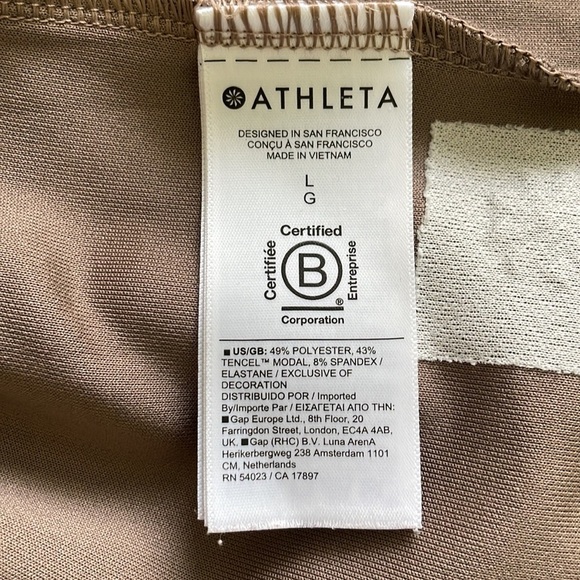 ATHLETA
DESIGNED IN SAN FRANCISCO
CONÇU À SAN FRANCISCO
MADE IN VIETNAM
L
G
Certified
Certifiée
B
Entreprise
®
Corporation
■ US/GB: 49% POLYESTER, 43%
TENCEL™ MODAL, 8% SPANDEX /
ELASTANE / EXCLUSIVE OF
DECORATION
DISTRIBUIDO POR / Imported
By/Importe Par / ΕΙΣΑΓΕΤΑΙ ΑΠΟ ΤΗΝ:
■ Gap Europe Ltd., 8th Floor, 20
Farringdon Street, London, EC4A 4AB,
UK. ■ Gap (RHC) B.V. Luna ArenA
Herikerbergweg 238 Amsterdam 1101
CM, Netherlands
RN 54023 / CA 17897